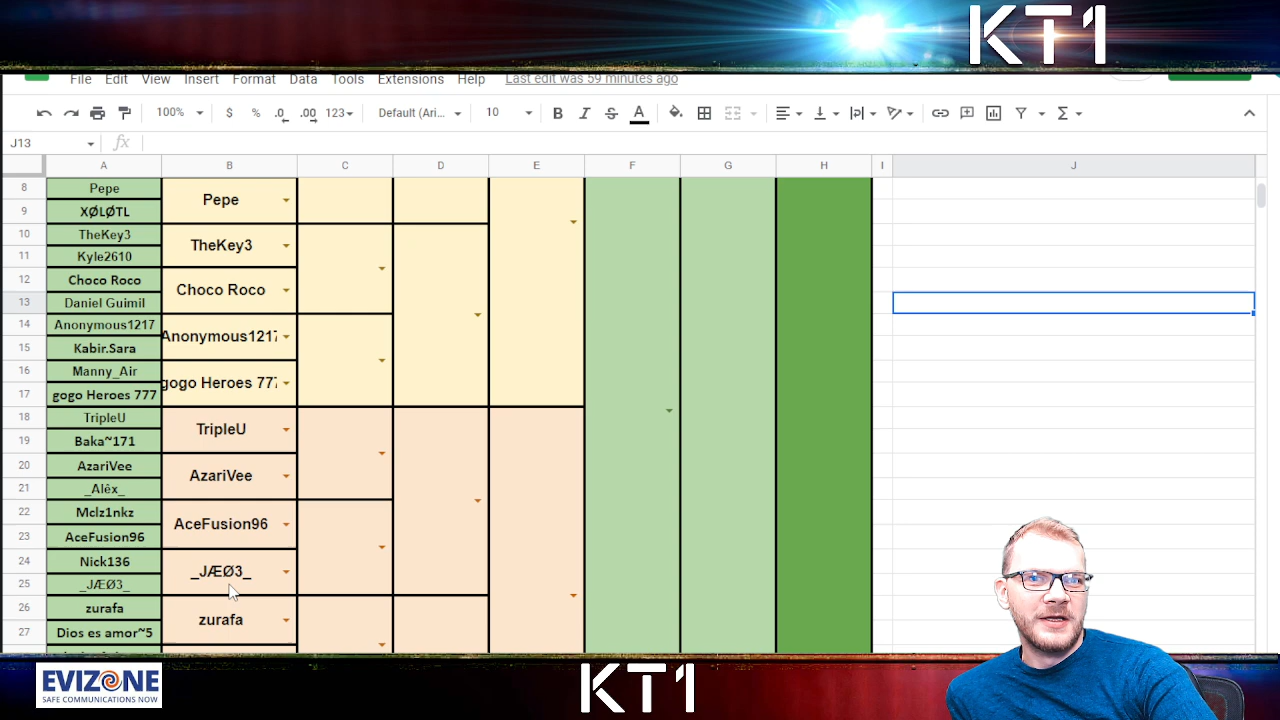 KT1
File Edit View Insert Format Data Tools Extensions Help Last edit was 59 minutes ago
100% $ % .0 .00 123 Default (Ari... 10 B I S A
J13 fx
A B C D E F G H I J
8 Pepe Pepe
9 XØLØTL
10 TheKey3 TheKey3
11 Kyle2610
12 Choco Roco Choco Roco
13 Daniel Guimil
14 Anonymous1217 Anonymous1217
15 Kabir.Sara
16 Manny_Air gogo Heroes 777
17 gogo Heroes 777
18 TripleU TripleU
19 Baka~171
20 AzariVee AzariVee
21 _Alèx_
22 Mclz1nkz AceFusion96
23 AceFusion96
24 Nick136 _JÆØ3_
25 _JÆØ3_
26 zurafa zurafa
27 Dios es amor~5
EVIZONE
SAFE COMMUNICATIONS NOW
KT1